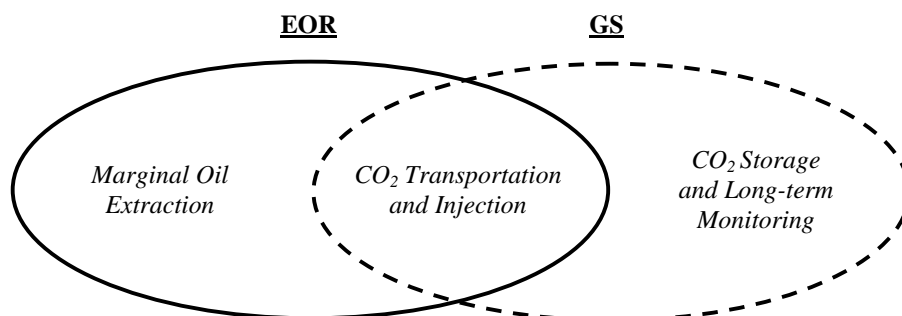 EOR
GS
Marginal Oil
Extraction
CO₂ Transportation
and Injection
CO₂ Storage
and Long-term
Monitoring